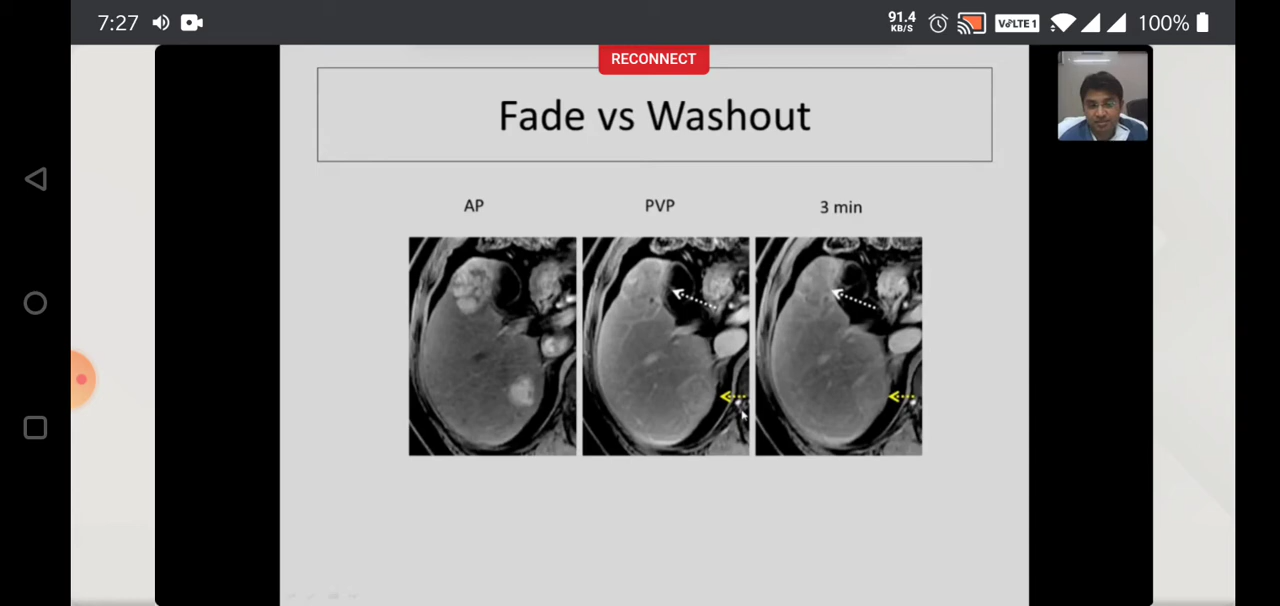 7:27
91.4
KB/S
VoLTE 1
100%
RECONNECT
Fade vs Washout
AP PVP 3 min